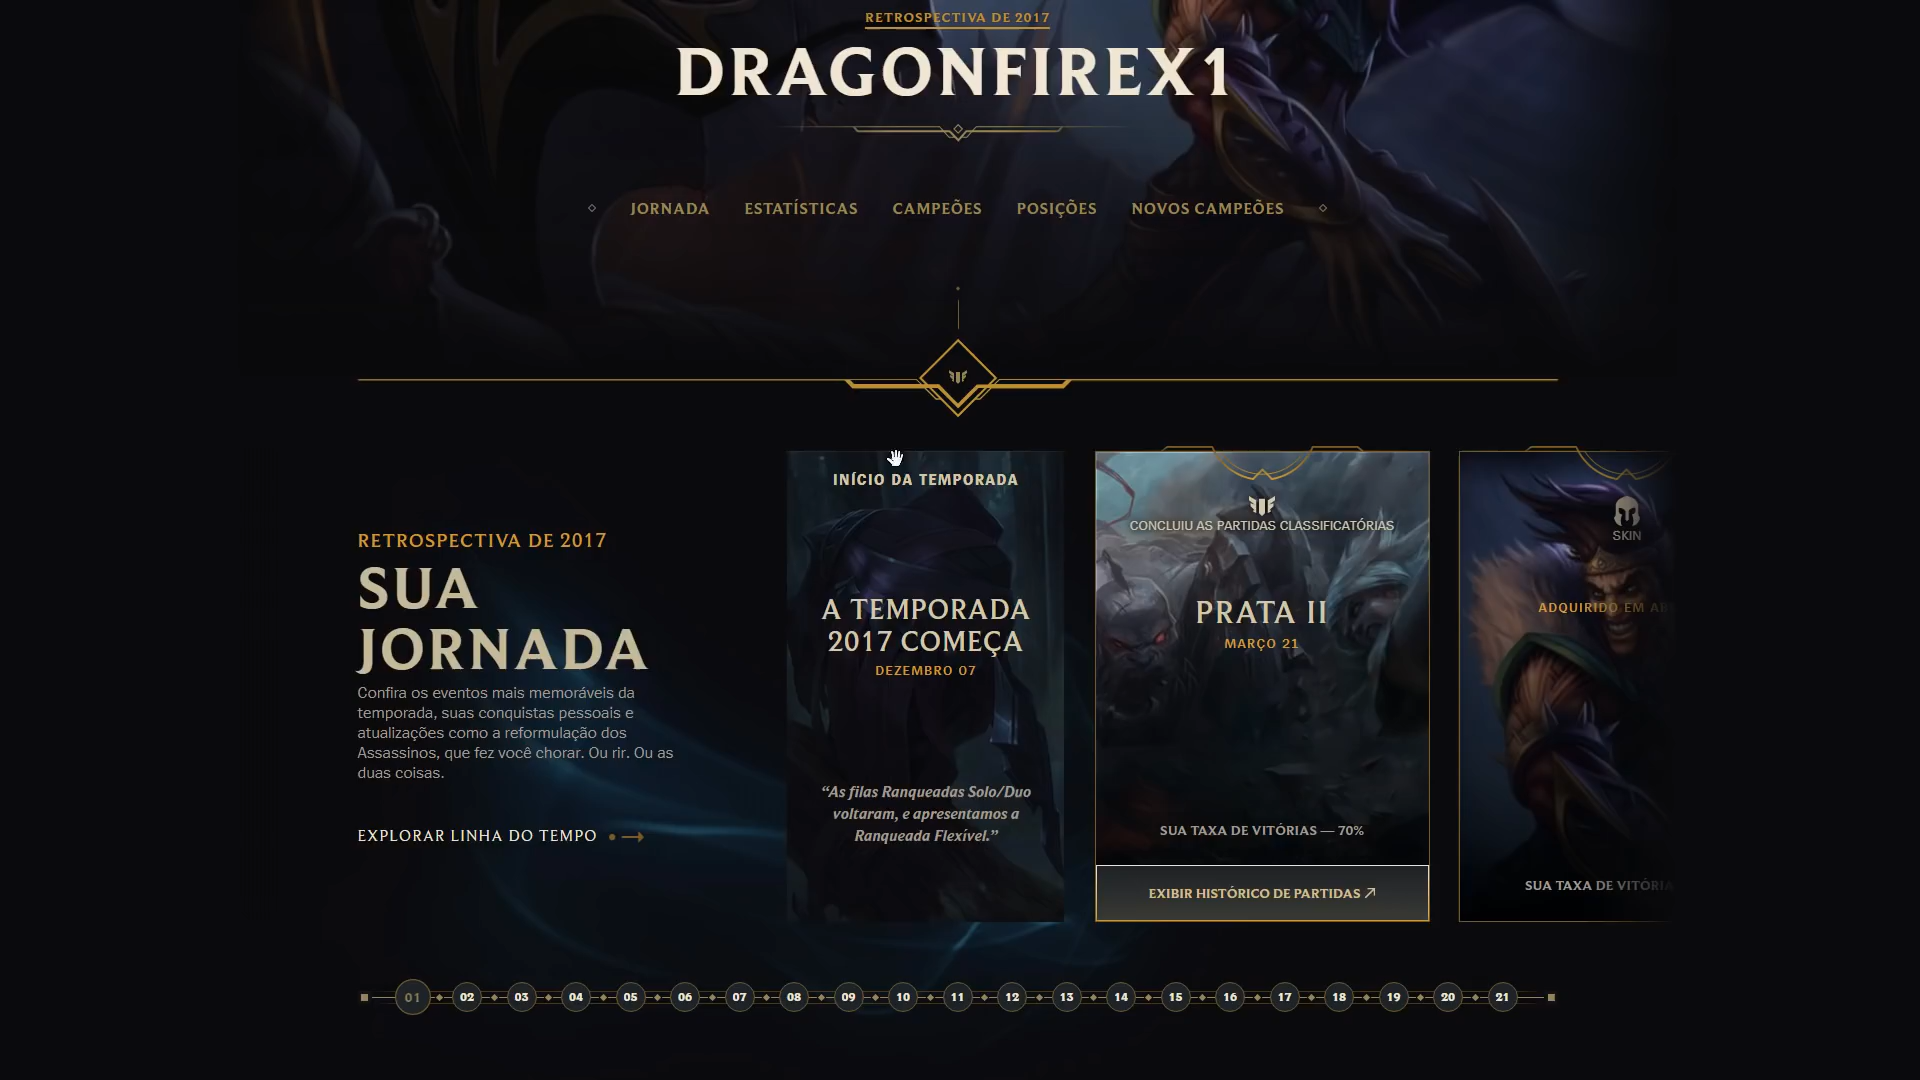 RETROSPECTIVA DE 2017
DRAGONFIREX1
JORNADA ESTATÍSTICAS CAMPEÕES POSIÇÕES NOVOS CAMPEÕES
RETROSPECTIVA DE 2017
SUA
JORNADA
Confira os eventos mais memoráveis da
temporada, suas conquistas pessoais e
atualizações como a reformulação dos
Assassinos, que fez você chorar. Ou rir. Ou as
duas coisas.
EXPLORAR LINHA DO TEMPO
INÍCIO DA TEMPORADA
A TEMPORADA
2017 COMEÇA
DEZEMBRO 07
“As filas Ranqueadas Solo/Duo
voltaram, e apresentamos a
Ranqueada Flexível.”
CONCLUIU AS PARTIDAS CLASSIFICATÓRIAS
PRATA II
MARÇO 21
SUA TAXA DE VITÓRIAS — 70%
EXIBIR HISTÓRICO DE PARTIDAS
SKIN
ADQUIRIDO EM
SUA TAXA DE
01 02 03 04 05 06 07 08 09 10 11 12 13 14 15 16 17 18 19 20 21